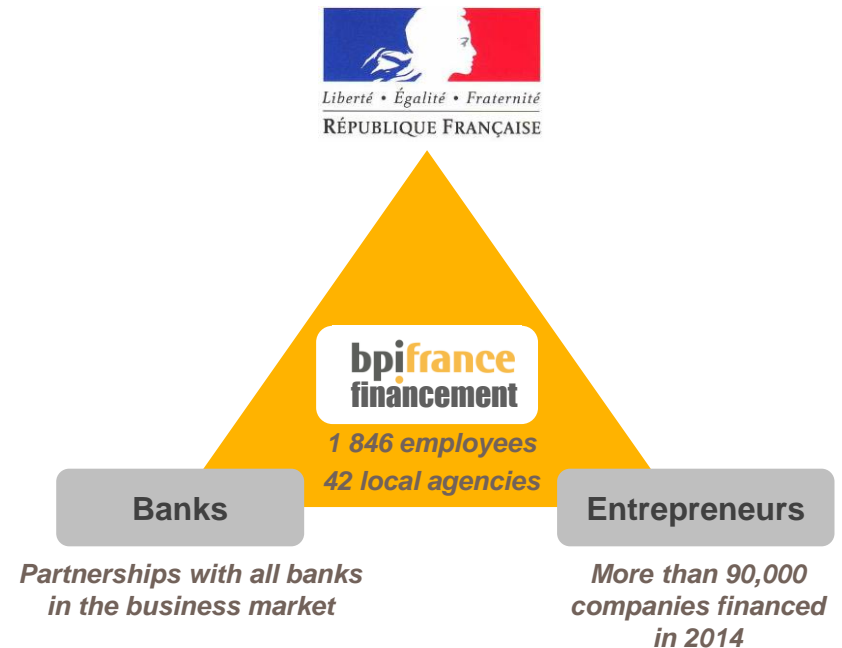 Liberté • Égalité • Fraternité
RÉPUBLIQUE FRANÇAISE
bpifrance
financement
1 846 employees
42 local agencies
Banks
Entrepreneurs
Partnerships with all banks
in the business market
More than 90,000
companies financed
in 2014